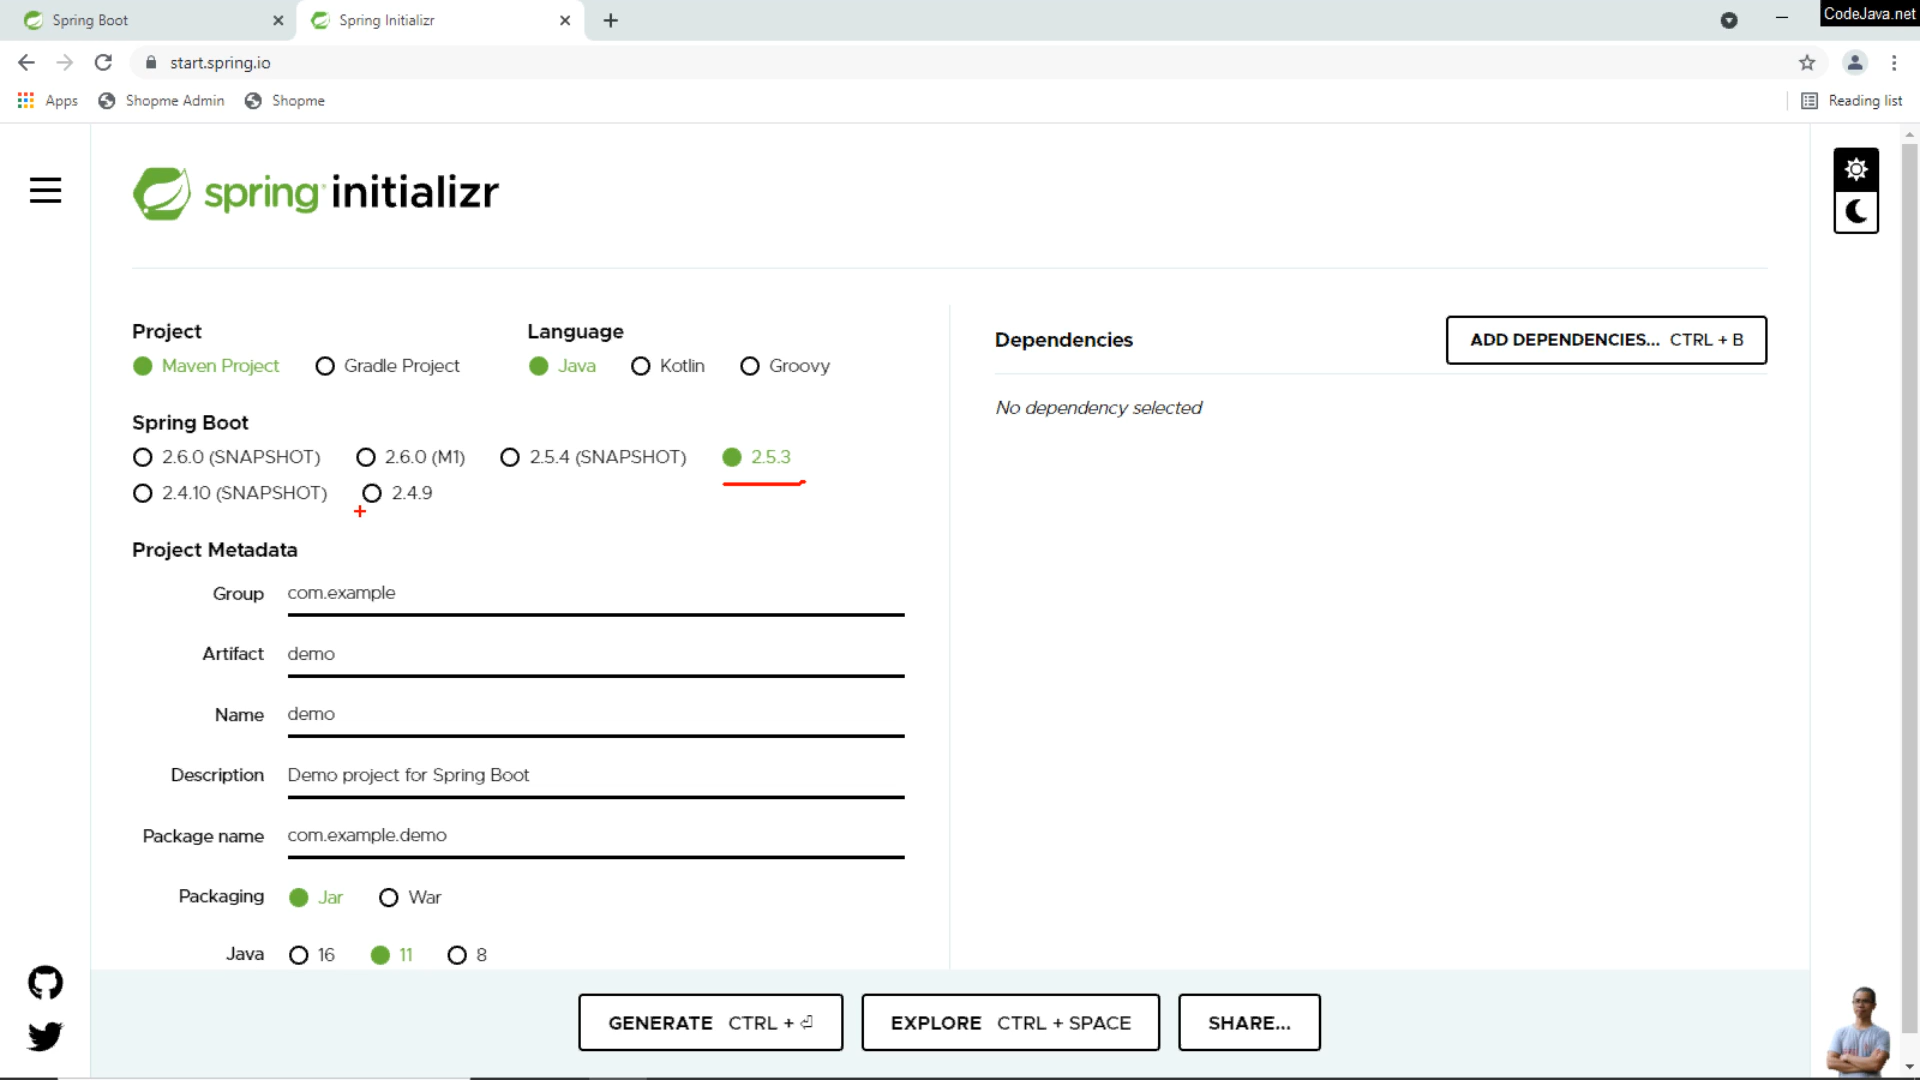 Spring Boot
Spring Initializr
CodeJava.net
start.spring.io
Apps
Shopme Admin
Shopme
Reading list
spring initializr
Project
Maven Project
Gradle Project
Language
Java
Kotlin
Groovy
Dependencies
ADD DEPENDENCIES... CTRL + B
No dependency selected
Spring Boot
2.6.0 (SNAPSHOT)
2.6.0 (M1)
2.5.4 (SNAPSHOT)
2.5.3
2.4.10 (SNAPSHOT)
2.4.9
Project Metadata
Group com.example
Artifact demo
Name demo
Description Demo project for Spring Boot
Package name com.example.demo
Packaging Jar War
Java 16 11 8
GENERATE CTRL + ⏎
EXPLORE CTRL + SPACE
SHARE...